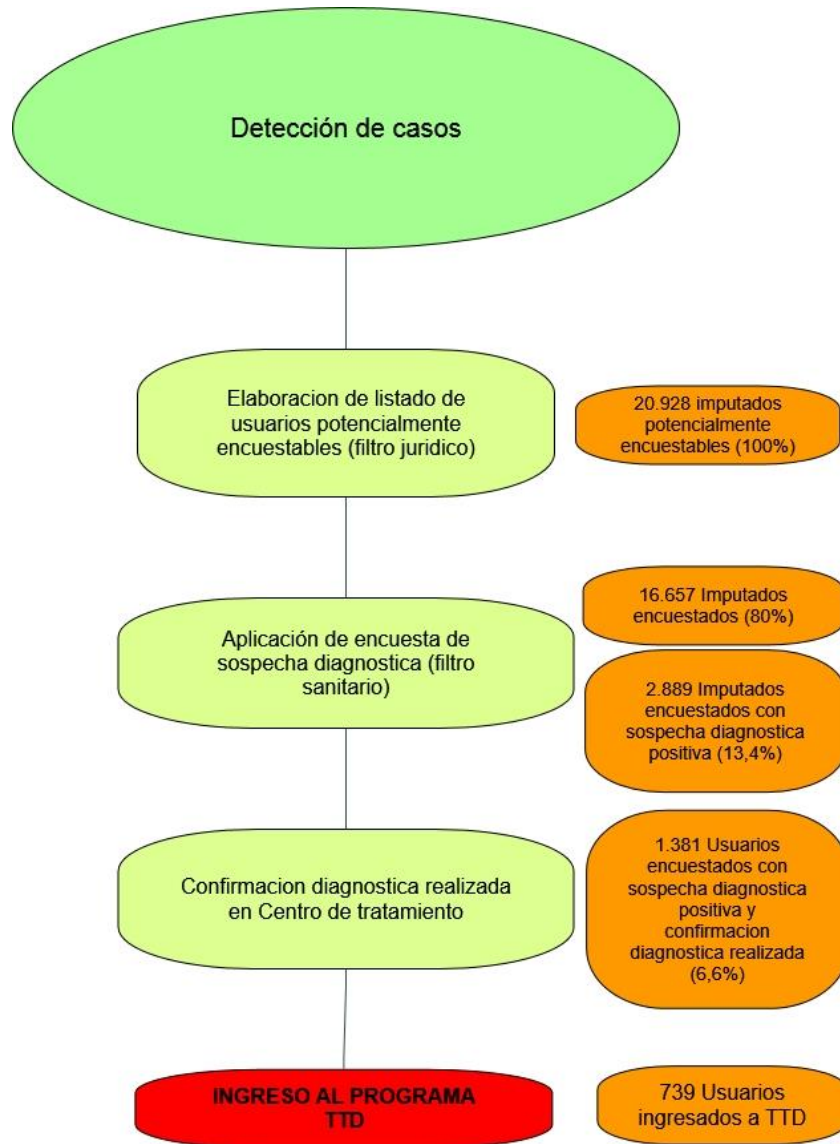 Detección de casos
Elaboracion de listado de
usuarios potencialmente
encuestables (filtro juridico)
20.928 imputados
potencialmente
encuestables (100%)
Aplicación de encuesta de
sospecha diagnostica (filtro
sanitario)
16.657 Imputados
encuestados (80%)
2.889 Imputados
encuestados con
sospecha diagnostica
positiva (13,4%)
Confirmacion diagnostica realizada
en Centro de tratamiento
1.381 Usuarios
encuestados con
sospecha diagnostica
positiva y
confirmacion
diagnostica realizada
(6,6%)
INGRESO AL PROGRAMA
TTD
739 Usuarios
ingresados a TTD